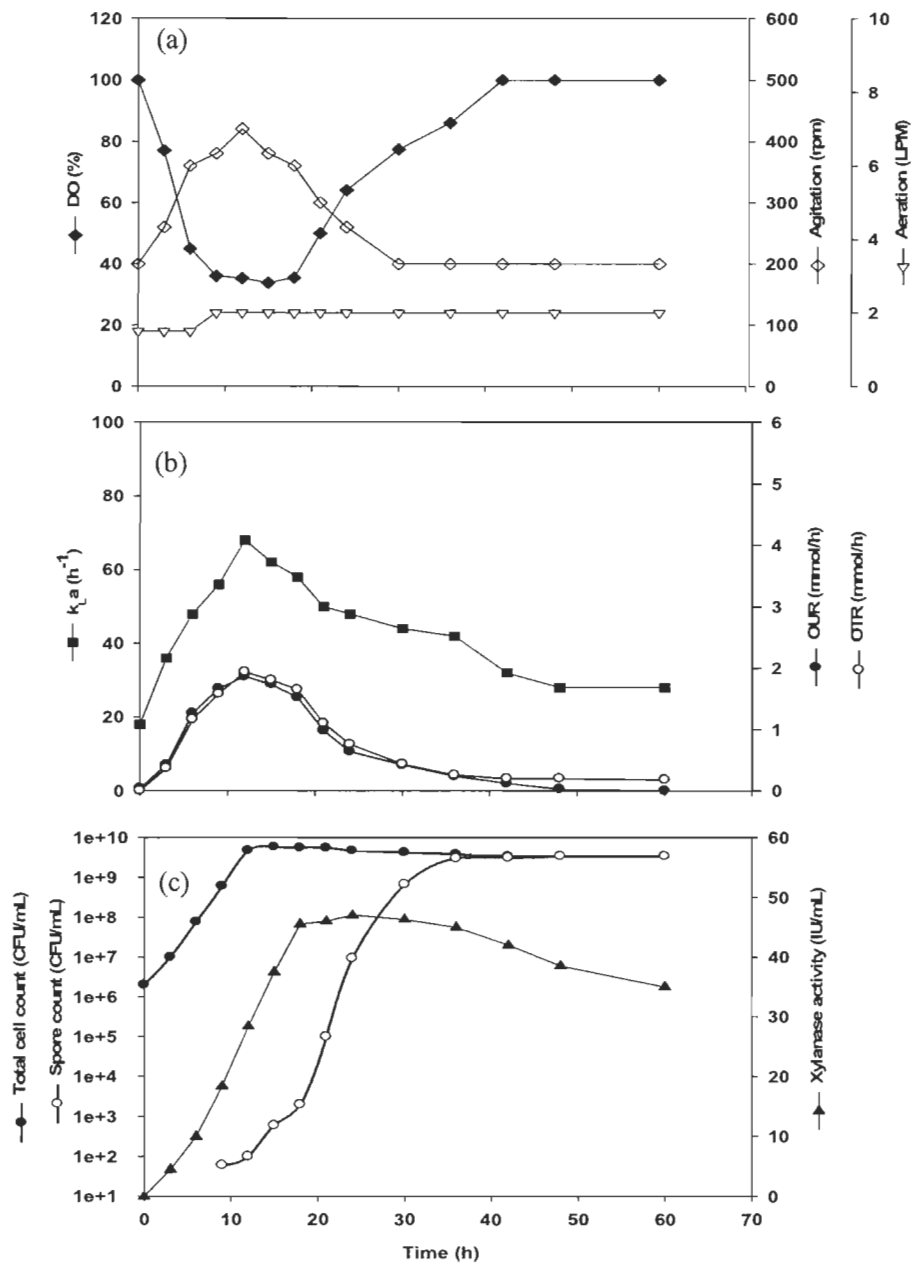 (a)
120
100
80
60
40
20
0
DO (%)
600
500
400
300
200
100
0
Agitation (rpm)
10
8
6
4
2
0
Aeration (LPM)
(b)
100
80
60
40
20
0
kLa (h-1)
6
5
4
3
2
1
0
OUR (mmol/h)
OTR (mmol/h)
(c)
1e+10
1e+9
1e+8
1e+7
1e+6
1e+5
1e+4
1e+3
1e+2
1e+1
Total cell count (CFU/mL)
Spore count (CFU/mL)
60
50
40
30
20
10
0
Xylanase activity (IU/mL)
0 10 20 30 40 50 60 70
Time (h)